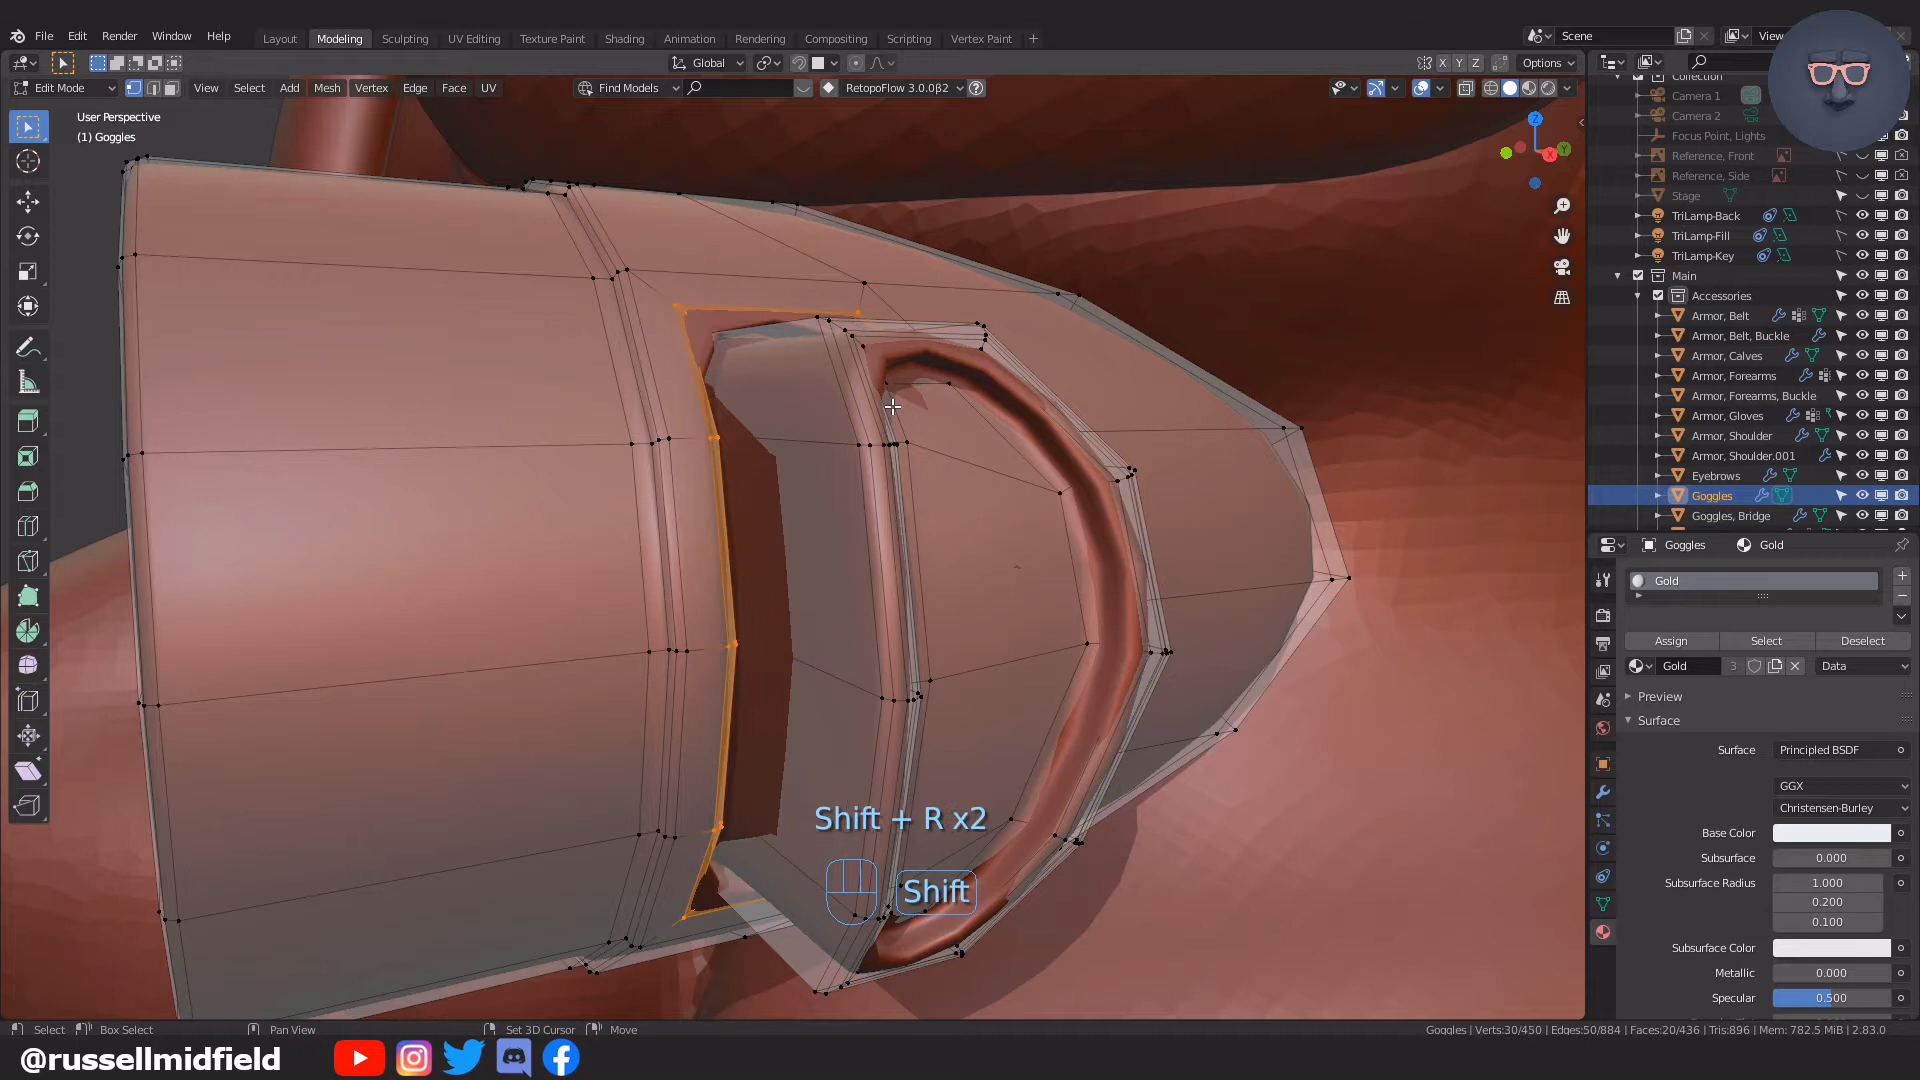 File Edit Render Window Help
Layout Modeling Sculpting UV Editing Texture Paint Shading Animation Rendering Compositing Scripting Vertex Paint +
Scene
View
Global
X Y Z
Options
Edit Mode
View Select Add Mesh Vertex Edge Face UV
Find Models
RetopoFlow 3.0.0β2
User Perspective
(1) Goggles
Z
X
Y
Collection
Camera 1
Camera 2
Focus Point, Lights
Reference, Front
Reference, Side
Stage
TriLamp-Back
TriLamp-Fill
TriLamp-Key
Main
Accessories
Armor, Belt
Armor, Belt, Buckle
Armor, Calves
Armor, Forearms
Armor, Forearms, Buckle
Armor, Gloves
Armor, Shoulder
Armor, Shoulder.001
Eyebrows
Goggles
Goggles, Bridge
Goggles
Gold
Gold
Assign Select Deselect
Gold 3 Data
Preview
Surface
Surface Principled BSDF
GGX
Christensen-Burley
Base Color
Subsurface 0.000
Subsurface Radius 1.000
0.200
0.100
Subsurface Color
Metallic 0.000
Specular 0.500
Shift + R x2
Shift
Select Box Select Pan View Set 3D Cursor Move
Goggles | Verts:30/450 | Edges:50/884 | Faces:20/436 | Tris:896 | Mem: 782.5 MiB | 2.83.0
@russellmidfield